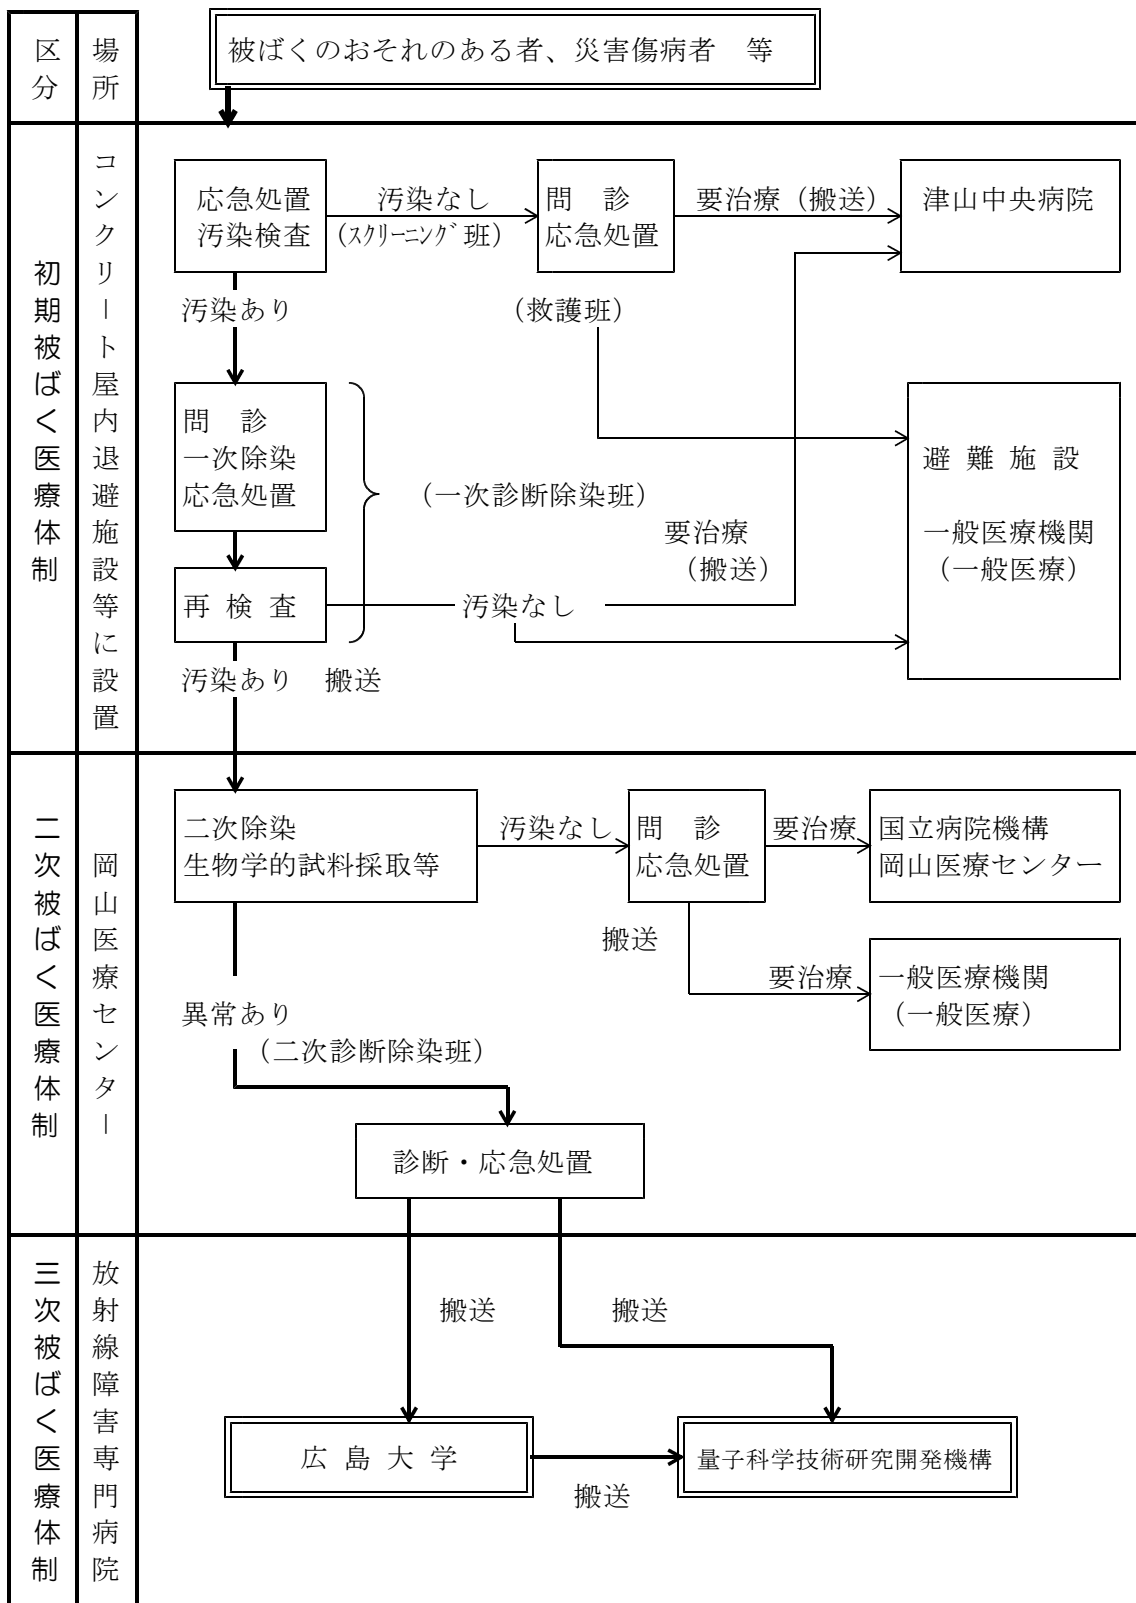 区分
場所
被ばくのおそれのある者、災害傷病者　等
初期被ばく医療体制
コンクリート屋内退避施設等に設置
応急処置
汚染検査
汚染なし
(スクリーニング班)
問　診
応急処置
要治療（搬送）
津山中央病院
汚染あり
（救護班）
問　診
一次除染
応急処置
（一次診断除染班）
避 難 施 設
一般医療機関
（一般医療）
要治療
（搬送）
再 検 査
汚染なし
汚染あり　搬送
二次被ばく医療体制
岡山医療センター
二次除染
生物学的試料採取等
汚染なし
問　診
応急処置
要治療
国立病院機構
岡山医療センター
搬送
要治療
一般医療機関
（一般医療）
異常あり
（二次診断除染班）
診断・応急処置
三次被ばく医療体制
放射線障害専門病院
搬送
搬送
広 島 大 学
搬送
量子科学技術研究開発機構